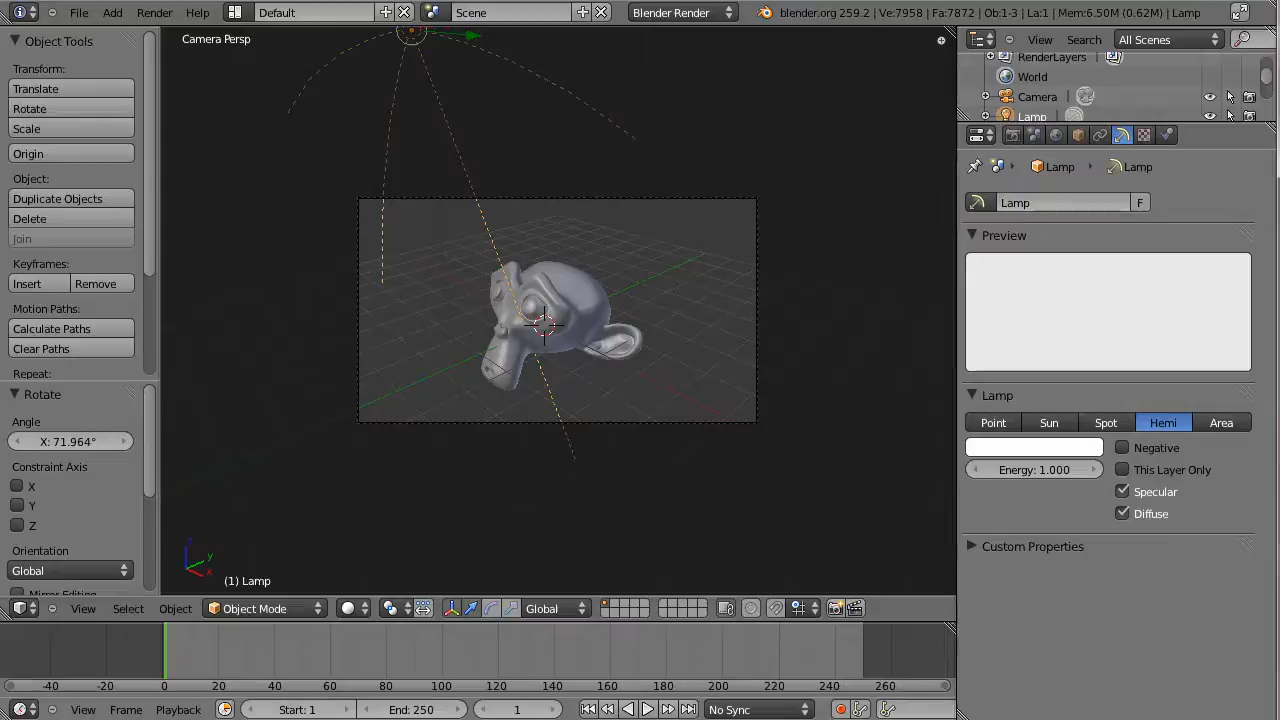 File Add Render Help Default Scene Blender Render blender.org 259.2 | Ve:7958 | Fa:7872 | Ob:1-3 | La:1 | Mem:6.50M (0.62M) | Lamp
Object Tools
Transform:
Translate
Rotate
Scale
Origin
Object:
Duplicate Objects
Delete
Join
Keyframes:
Insert Remove
Motion Paths:
Calculate Paths
Clear Paths
Repeat:
Rotate
Angle
X: 71.964°
Constraint Axis
X
Y
Z
Orientation
Global
Camera Persp
z
y
x
(1) Lamp
View Select Object Object Mode Global
-40 -20 0 20 40 60 80 100 120 140 160 180 200 220 240 260
View Frame Playback Start: 1 End: 250 1 No Sync
View Search All Scenes
RenderLayers
World
Camera
Lamp
Lamp Lamp
Lamp F
Preview
Lamp
Point Sun Spot Hemi Area
Negative
Energy: 1.000 This Layer Only
Specular
Diffuse
Custom Properties